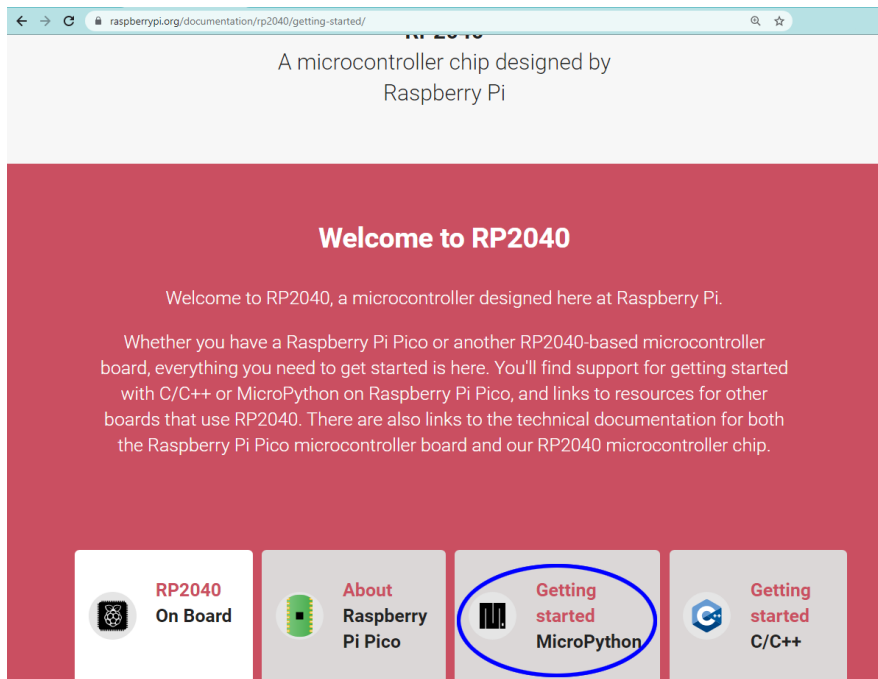 raspberrypi.org/documentation/rp2040/getting-started/
RP2040
A microcontroller chip designed by
Raspberry Pi
Welcome to RP2040
Welcome to RP2040, a microcontroller designed here at Raspberry Pi.
Whether you have a Raspberry Pi Pico or another RP2040-based microcontroller
board, everything you need to get started is here. You'll find support for getting started
with C/C++ or MicroPython on Raspberry Pi Pico, and links to resources for other
boards that use RP2040. There are also links to the technical documentation for both
the Raspberry Pi Pico microcontroller board and our RP2040 microcontroller chip.
RP2040
On Board
About
Raspberry
Pi Pico
Getting
started
MicroPython
Getting
started
C/C++